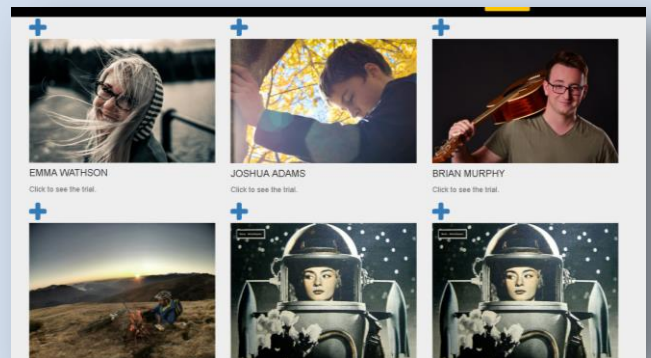 EMMA WATHSON
JOSHUA ADAMS
BRIAN MURPHY
Click to see the trial.
Click to see the trial.
Click to see the trial.